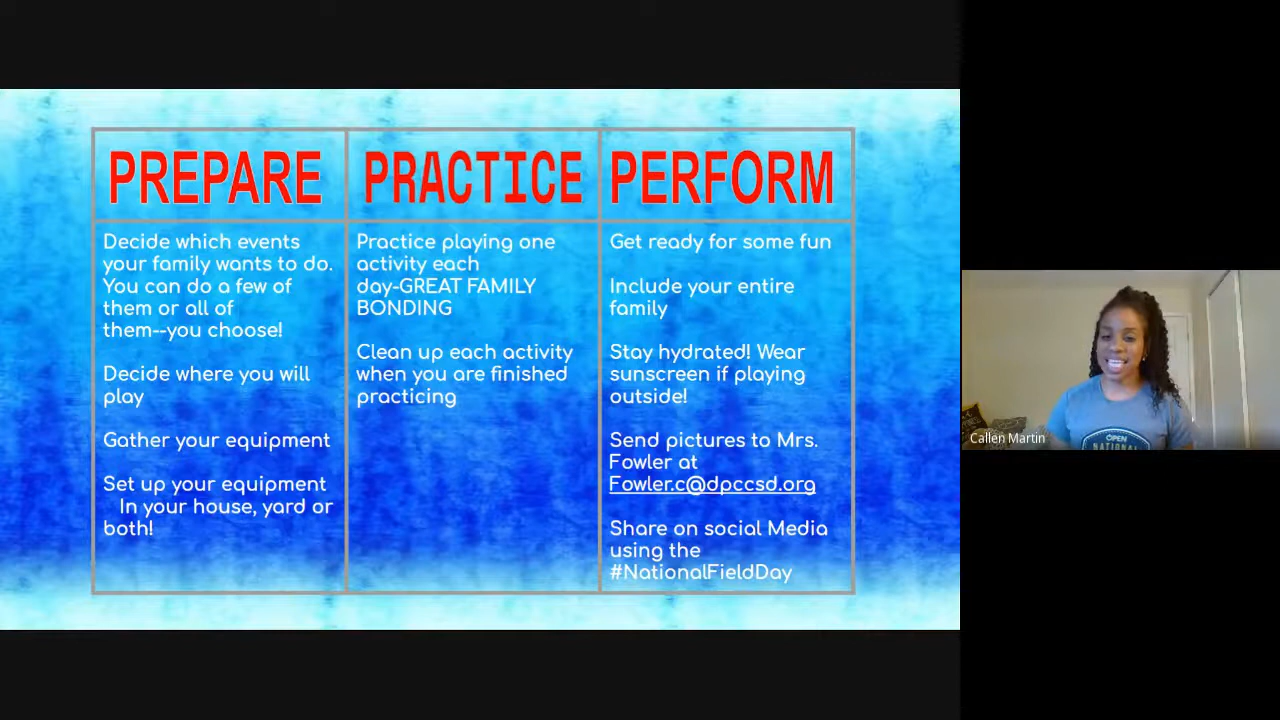 PREPARE
PRACTICE
PERFORM
Decide which events
your family wants to do.
You can do a few of
them or all of
them--you choose!
Decide where you will
play
Gather your equipment
Set up your equipment
In your house, yard or
both!
Practice playing one
activity each
day-GREAT FAMILY
BONDING
Clean up each activity
when you are finished
practicing
Get ready for some fun
Include your entire
family
Stay hydrated! Wear
sunscreen if playing
outside!
Send pictures to Mrs.
Fowler at
Fowler.c@dpccsd.org
Share on social Media
using the
#NationalFieldDay
Callen Martin
OPEN
NATIONAL